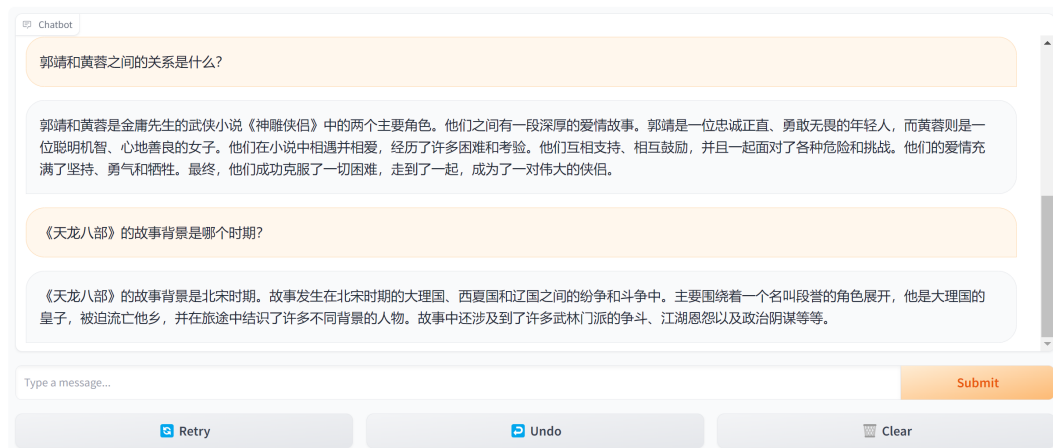 Chatbot
郭靖和黄蓉之间的关系是什么?
郭靖和黄蓉是金庸先生的武侠小说《神雕侠侣》中的两个主要角色。他们之间有一段深厚的爱情故事。郭靖是一位忠诚正直、勇敢无畏的年轻人，而黄蓉则是一
位聪明机智、心地善良的女子。他们在小说中相遇并相爱，经历了许多困难和考验。他们互相支持、相互鼓励，并且一起面对了各种危险和挑战。他们的爱情充
满了坚持、勇气和牺牲。最终，他们成功克服了一切困难，走到了一起，成为了一对伟大的侠侣。
《天龙八部》的故事背景是哪个时期?
《天龙八部》的故事背景是北宋时期。故事发生在北宋时期的大理国、西夏国和辽国之间的纷争和斗争中。主要围绕着一个名叫段誉的角色展开，他是大理国的
皇子，被迫流亡他乡，并在旅途中结识了许多不同背景的人物。故事中还涉及到了许多武林门派的争斗、江湖恩怨以及政治阴谋等等。
Type a message...
Submit
Retry
Undo
Clear